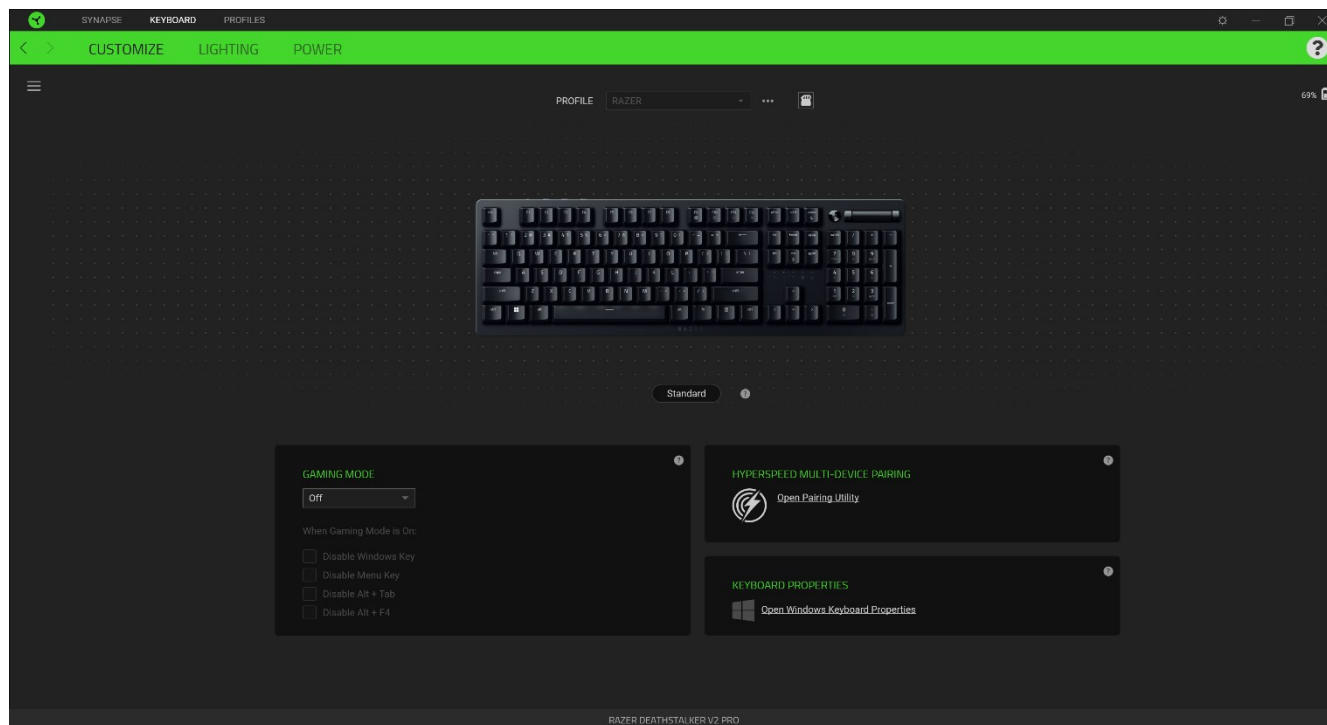 SYNAPSE KEYBOARD PROFILES
CUSTOMIZE LIGHTING POWER
?
PROFILE RAZER
69%
Standard ?
GAMING MODE ?
Off
When Gaming Mode is On:
Disable Windows Key
Disable Menu Key
Disable Alt + Tab
Disable Alt + F4
HYPERSPEED MULTI-DEVICE PAIRING ?
Open Pairing Utility
KEYBOARD PROPERTIES ?
Open Windows Keyboard Properties
RAZER DEATHSTALKER V2 PRO